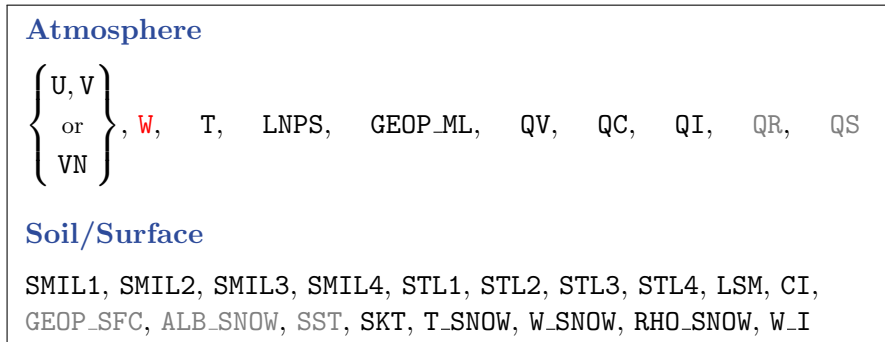 Atmosphere
U, V
or
VN
, W, T, LNPS, GEOP_ML, QV, QC, QI, QR, QS
Soil/Surface
SMIL1, SMIL2, SMIL3, SMIL4, STL1, STL2, STL3, STL4, LSM, CI,
GEOP_SFC, ALB_SNOW, SST, SKT, T_SNOW, W_SNOW, RHO_SNOW, W_I